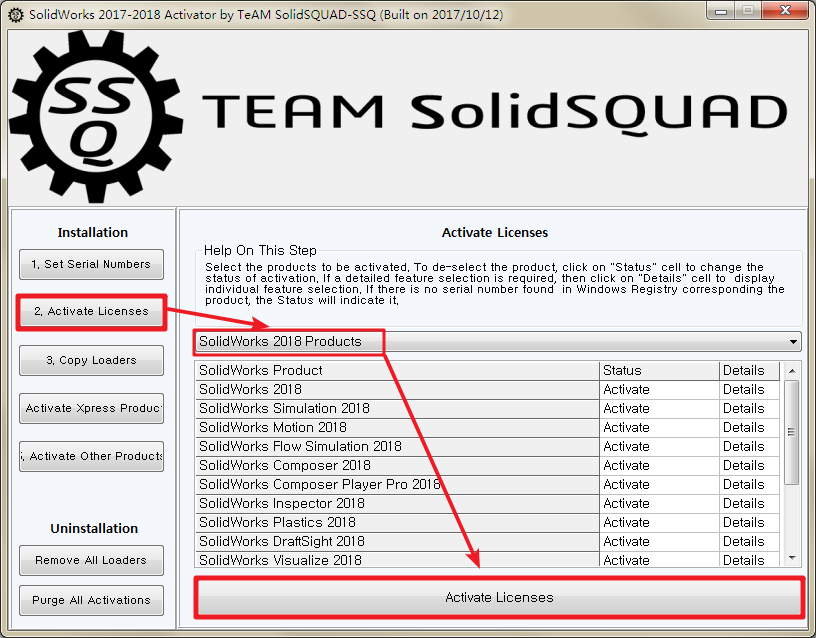 SolidWorks 2017-2018 Activator by TeAM SolidSQUAD-SSQ (Built on 2017/10/12)
SS
Q
TEAM SolidSQUAD
Installation
1. Set Serial Numbers
2. Activate Licenses
3. Copy Loaders
Activate Xpress Produc
5. Activate Other Products
Uninstallation
Remove All Loaders
Purge All Activations
Activate Licenses
Help On This Step
Select the products to be activated. To de-select the product, click on "Status" cell to change the
status of activation. If a detailed feature selection is required, then click on "Details" cell to display
individual feature selection. If there is no serial number found in Windows Registry corresponding the
product, the Status will indicate it.
SolidWorks 2018 Products
SolidWorks Product Status Details
SolidWorks 2018 Activate Details
SolidWorks Simulation 2018 Activate Details
SolidWorks Motion 2018 Activate Details
SolidWorks Flow Simulation 2018 Activate Details
SolidWorks Composer 2018 Activate Details
SolidWorks Composer Player Pro 2018 Activate Details
SolidWorks Inspector 2018 Activate Details
SolidWorks Plastics 2018 Activate Details
SolidWorks DraftSight 2018 Activate Details
SolidWorks Visualize 2018 Activate Details
Activate Licenses